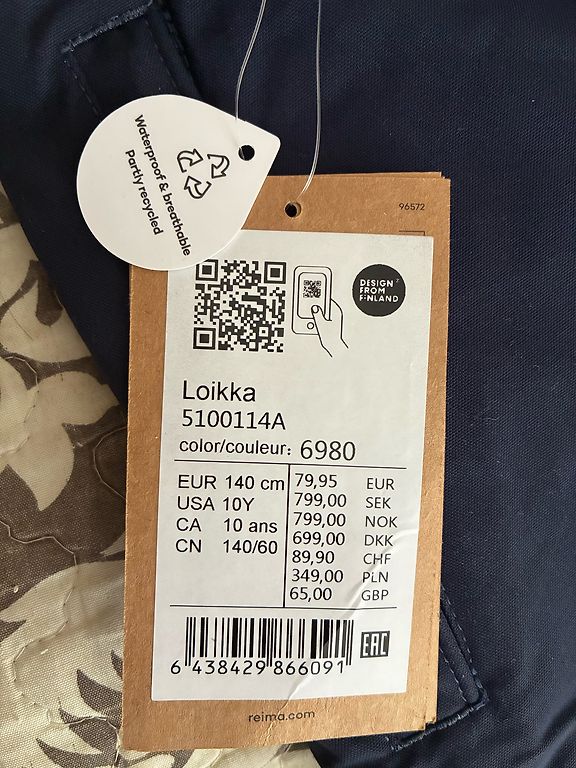 Waterproof & breathable
Partly recycled
96572
DESIGN
FROM
FINLAND
Loikka
5100114A
color/couleur: 6980
EUR 140 cm 79,95 EUR
USA 10Y 799,00 SEK
CA 10 ans 799,00 NOK
CN 140/60 699,00 DKK
89,90 CHF
349,00 PLN
65,00 GBP
6 438429 866091
EAC
reima.com